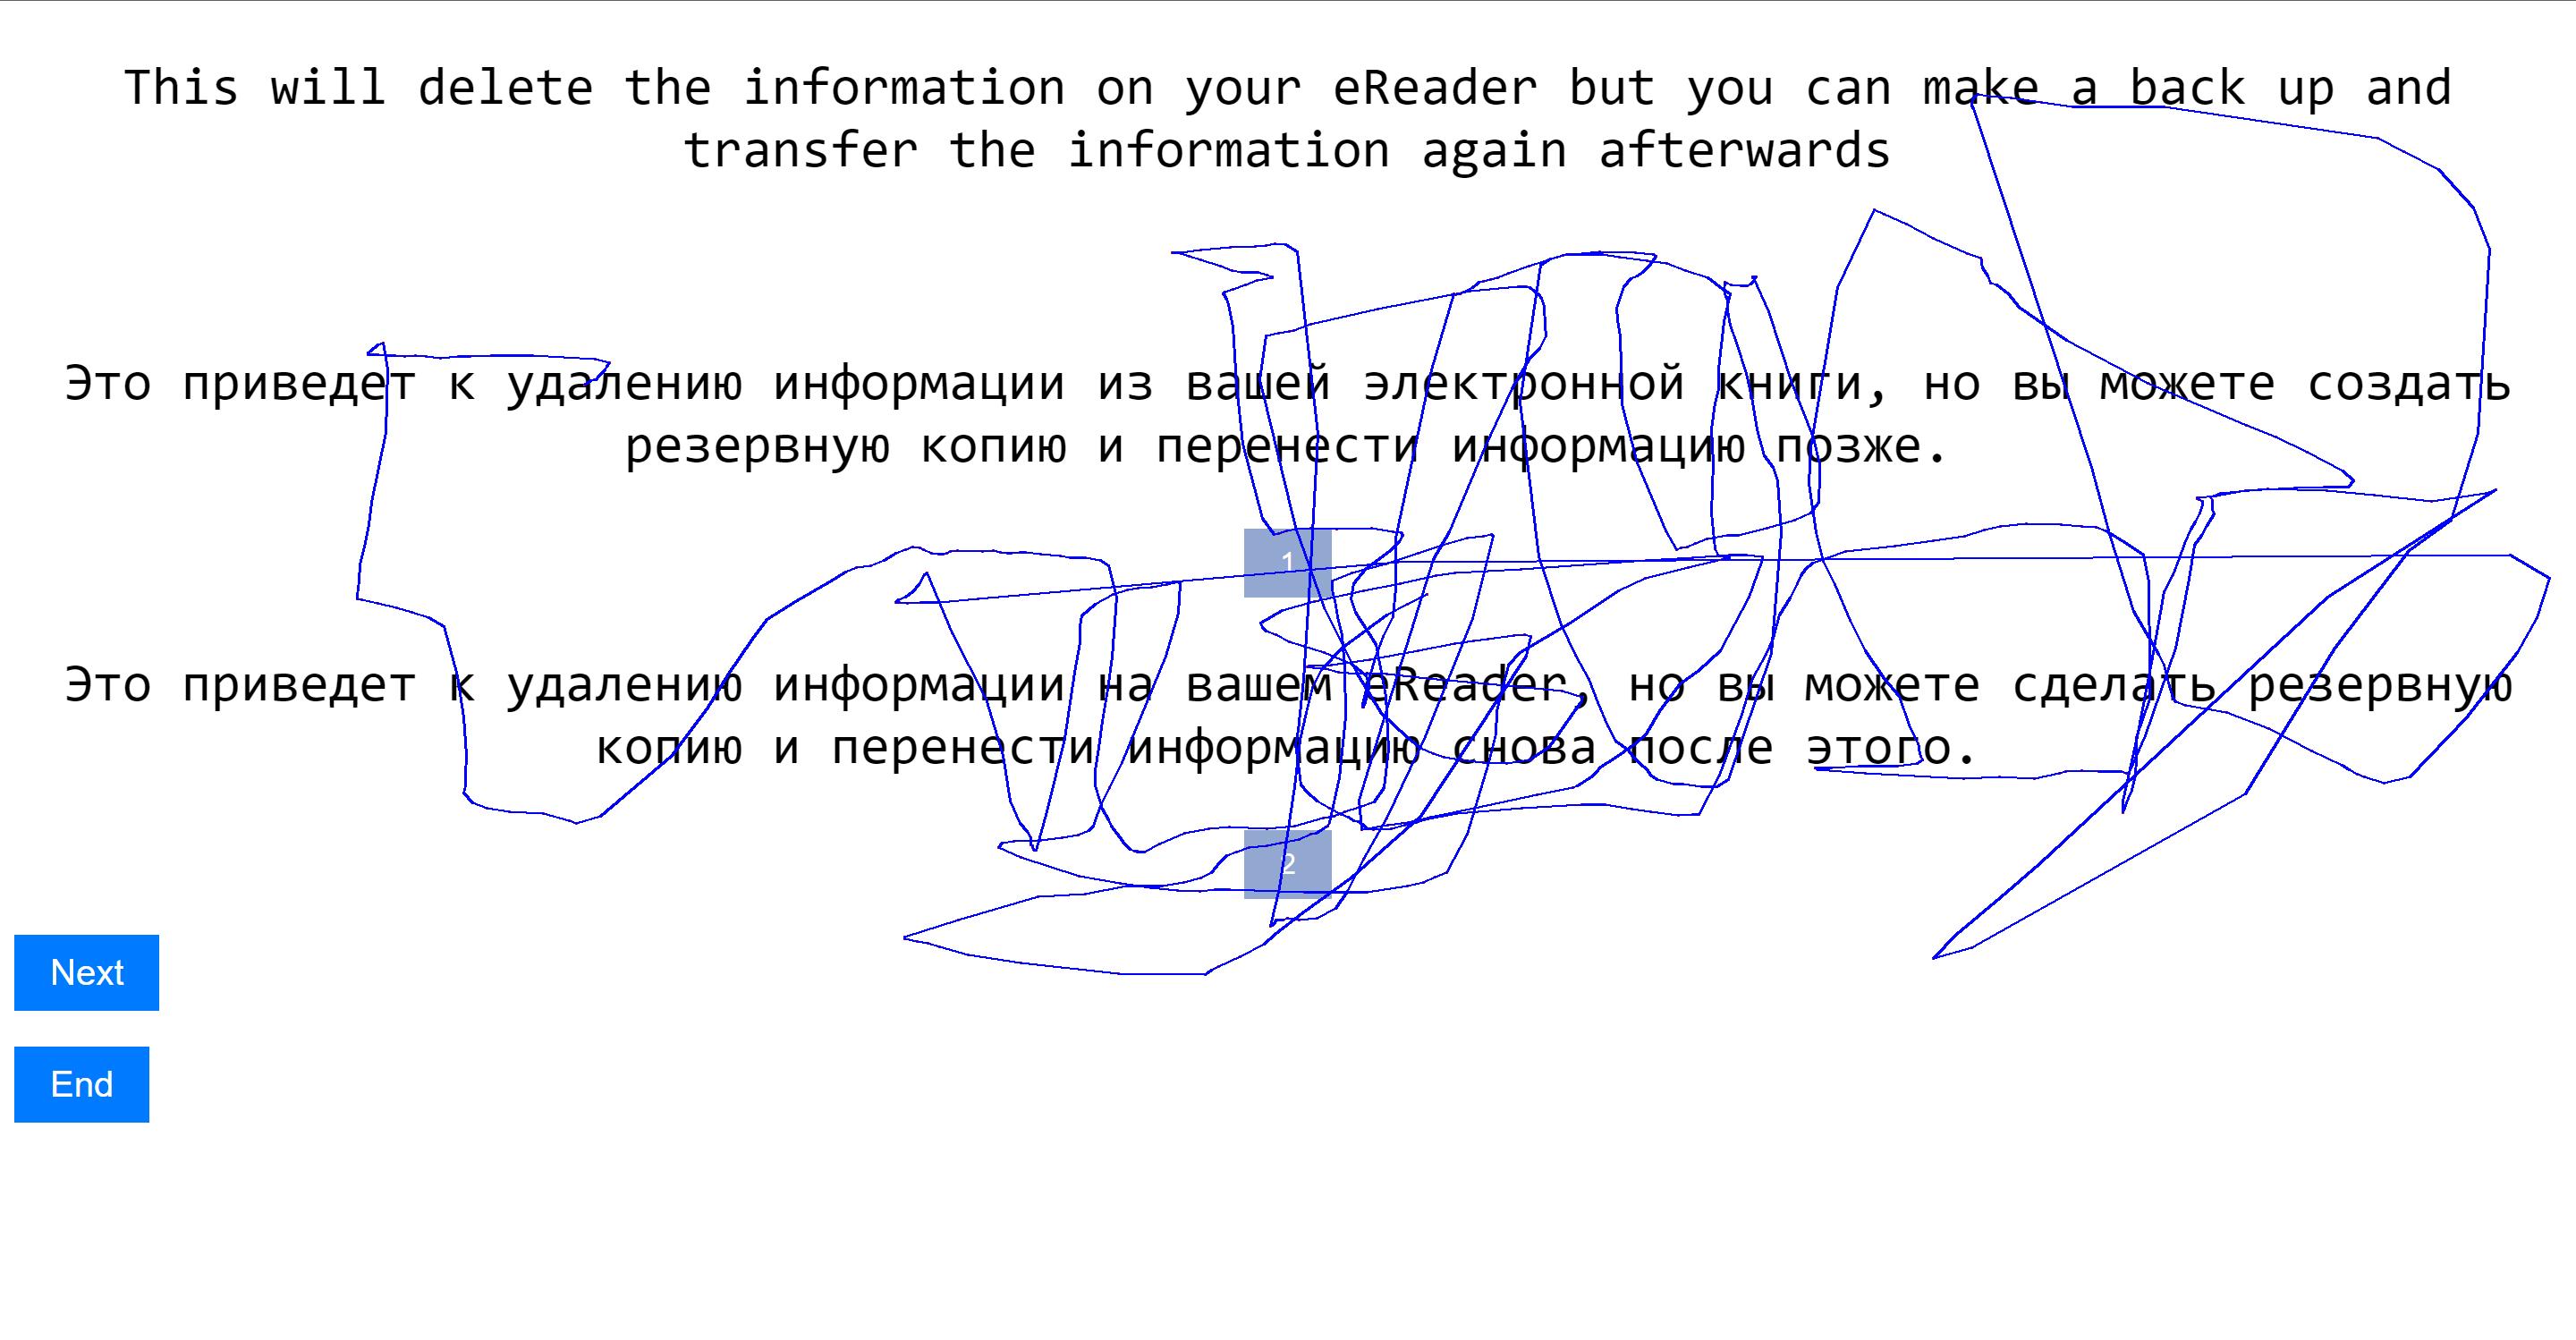 This will delete the information on your eReader but you can make a back up and
transfer the information again afterwards
Это приведет к удалению информации из вашей электронной книги, но вы можете создать
резервную копию и перенести информацию позже.
1
Это приведет к удалению информации на вашем eReader, но вы можете сделать резервную
копию и перенести информацию снова после этого.
2
Next
End